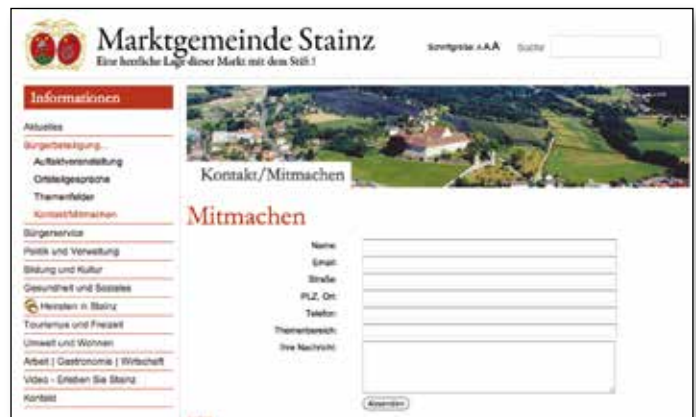 Marktgemeinde Stainz
Eine herrliche Lage dieser Markt mit dem Stift !
Schriftgröße: A A A
Suche
Informationen
Aktuelles
Bürgerbeteiligung...
Auftaktveranstaltung
Ortsteilgespräche
Themenfelder
Kontakt/Mitmachen
Bürgerservice
Politik und Verwaltung
Bildung und Kultur
Gesundheit und Soziales
Heiraten in Stainz
Tourismus und Freizeit
Umwelt und Wohnen
Arbeit | Gastronomie | Wirtschaft
Video - Erleben Sie Stainz
Kontakt
Kontakt/Mitmachen
Mitmachen
Name:
Email:
Straße:
PLZ, Ort:
Telefon:
Themenbereich:
Ihre Nachricht:
Absenden